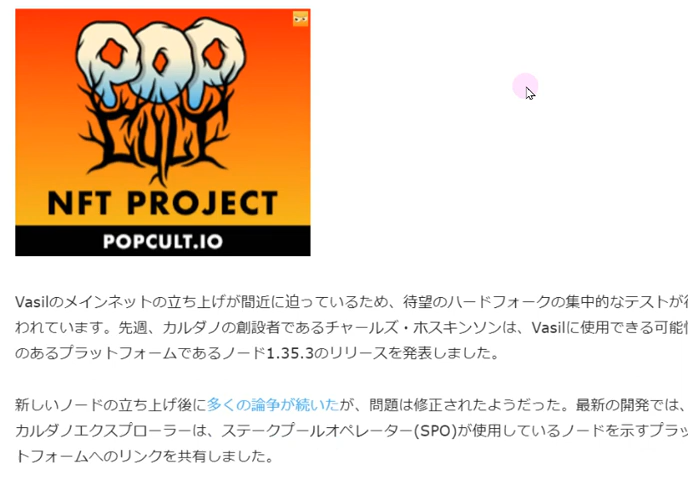 POP
CULT
NFT PROJECT
POPCULT.IO
Vasilのメインネットの立ち上げが間近に迫っているため、待望のハードフォークの集中的なテストが行
われています。先週、カルダノの創設者であるチャールズ・ホスキンソンは、Vasilに使用できる可能性
のあるプラットフォームであるノード1.35.3のリリースを発表しました。
新しいノードの立ち上げ後に多くの論争が続いたが、問題は修正されたようだった。最新の開発では、
カルダノエクスプローラーは、ステークプールオペレーター(SPO)が使用しているノードを示すプラッ
トフォームへのリンクを共有しました。